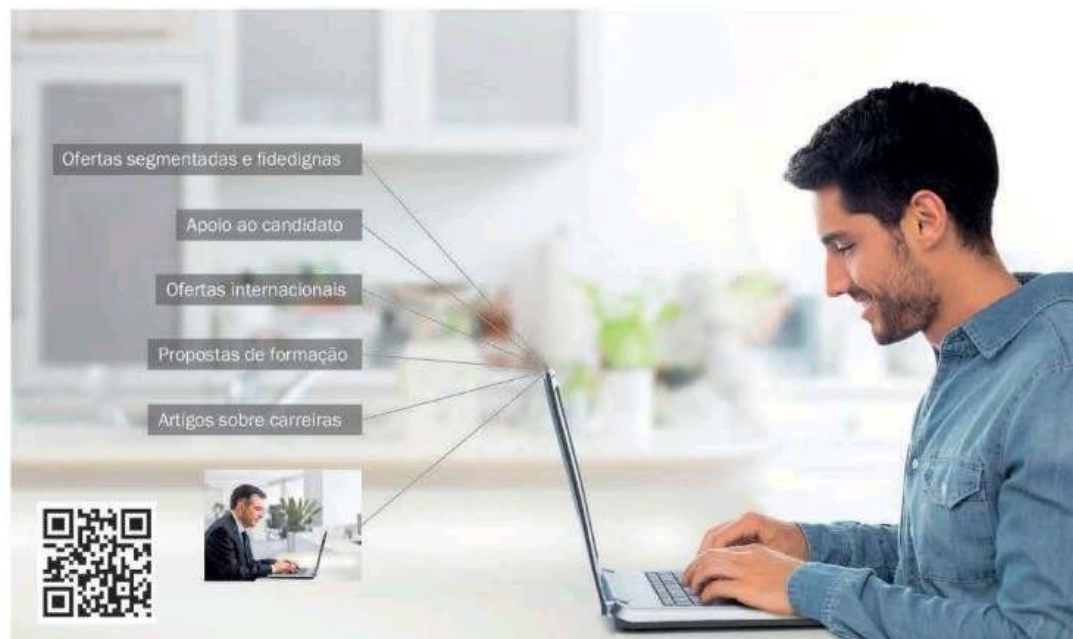 Ofertas segmentadas e fidedignas
Apoio ao candidato
Ofertas internacionais
Propostas de formação
Artigos sobre carreiras